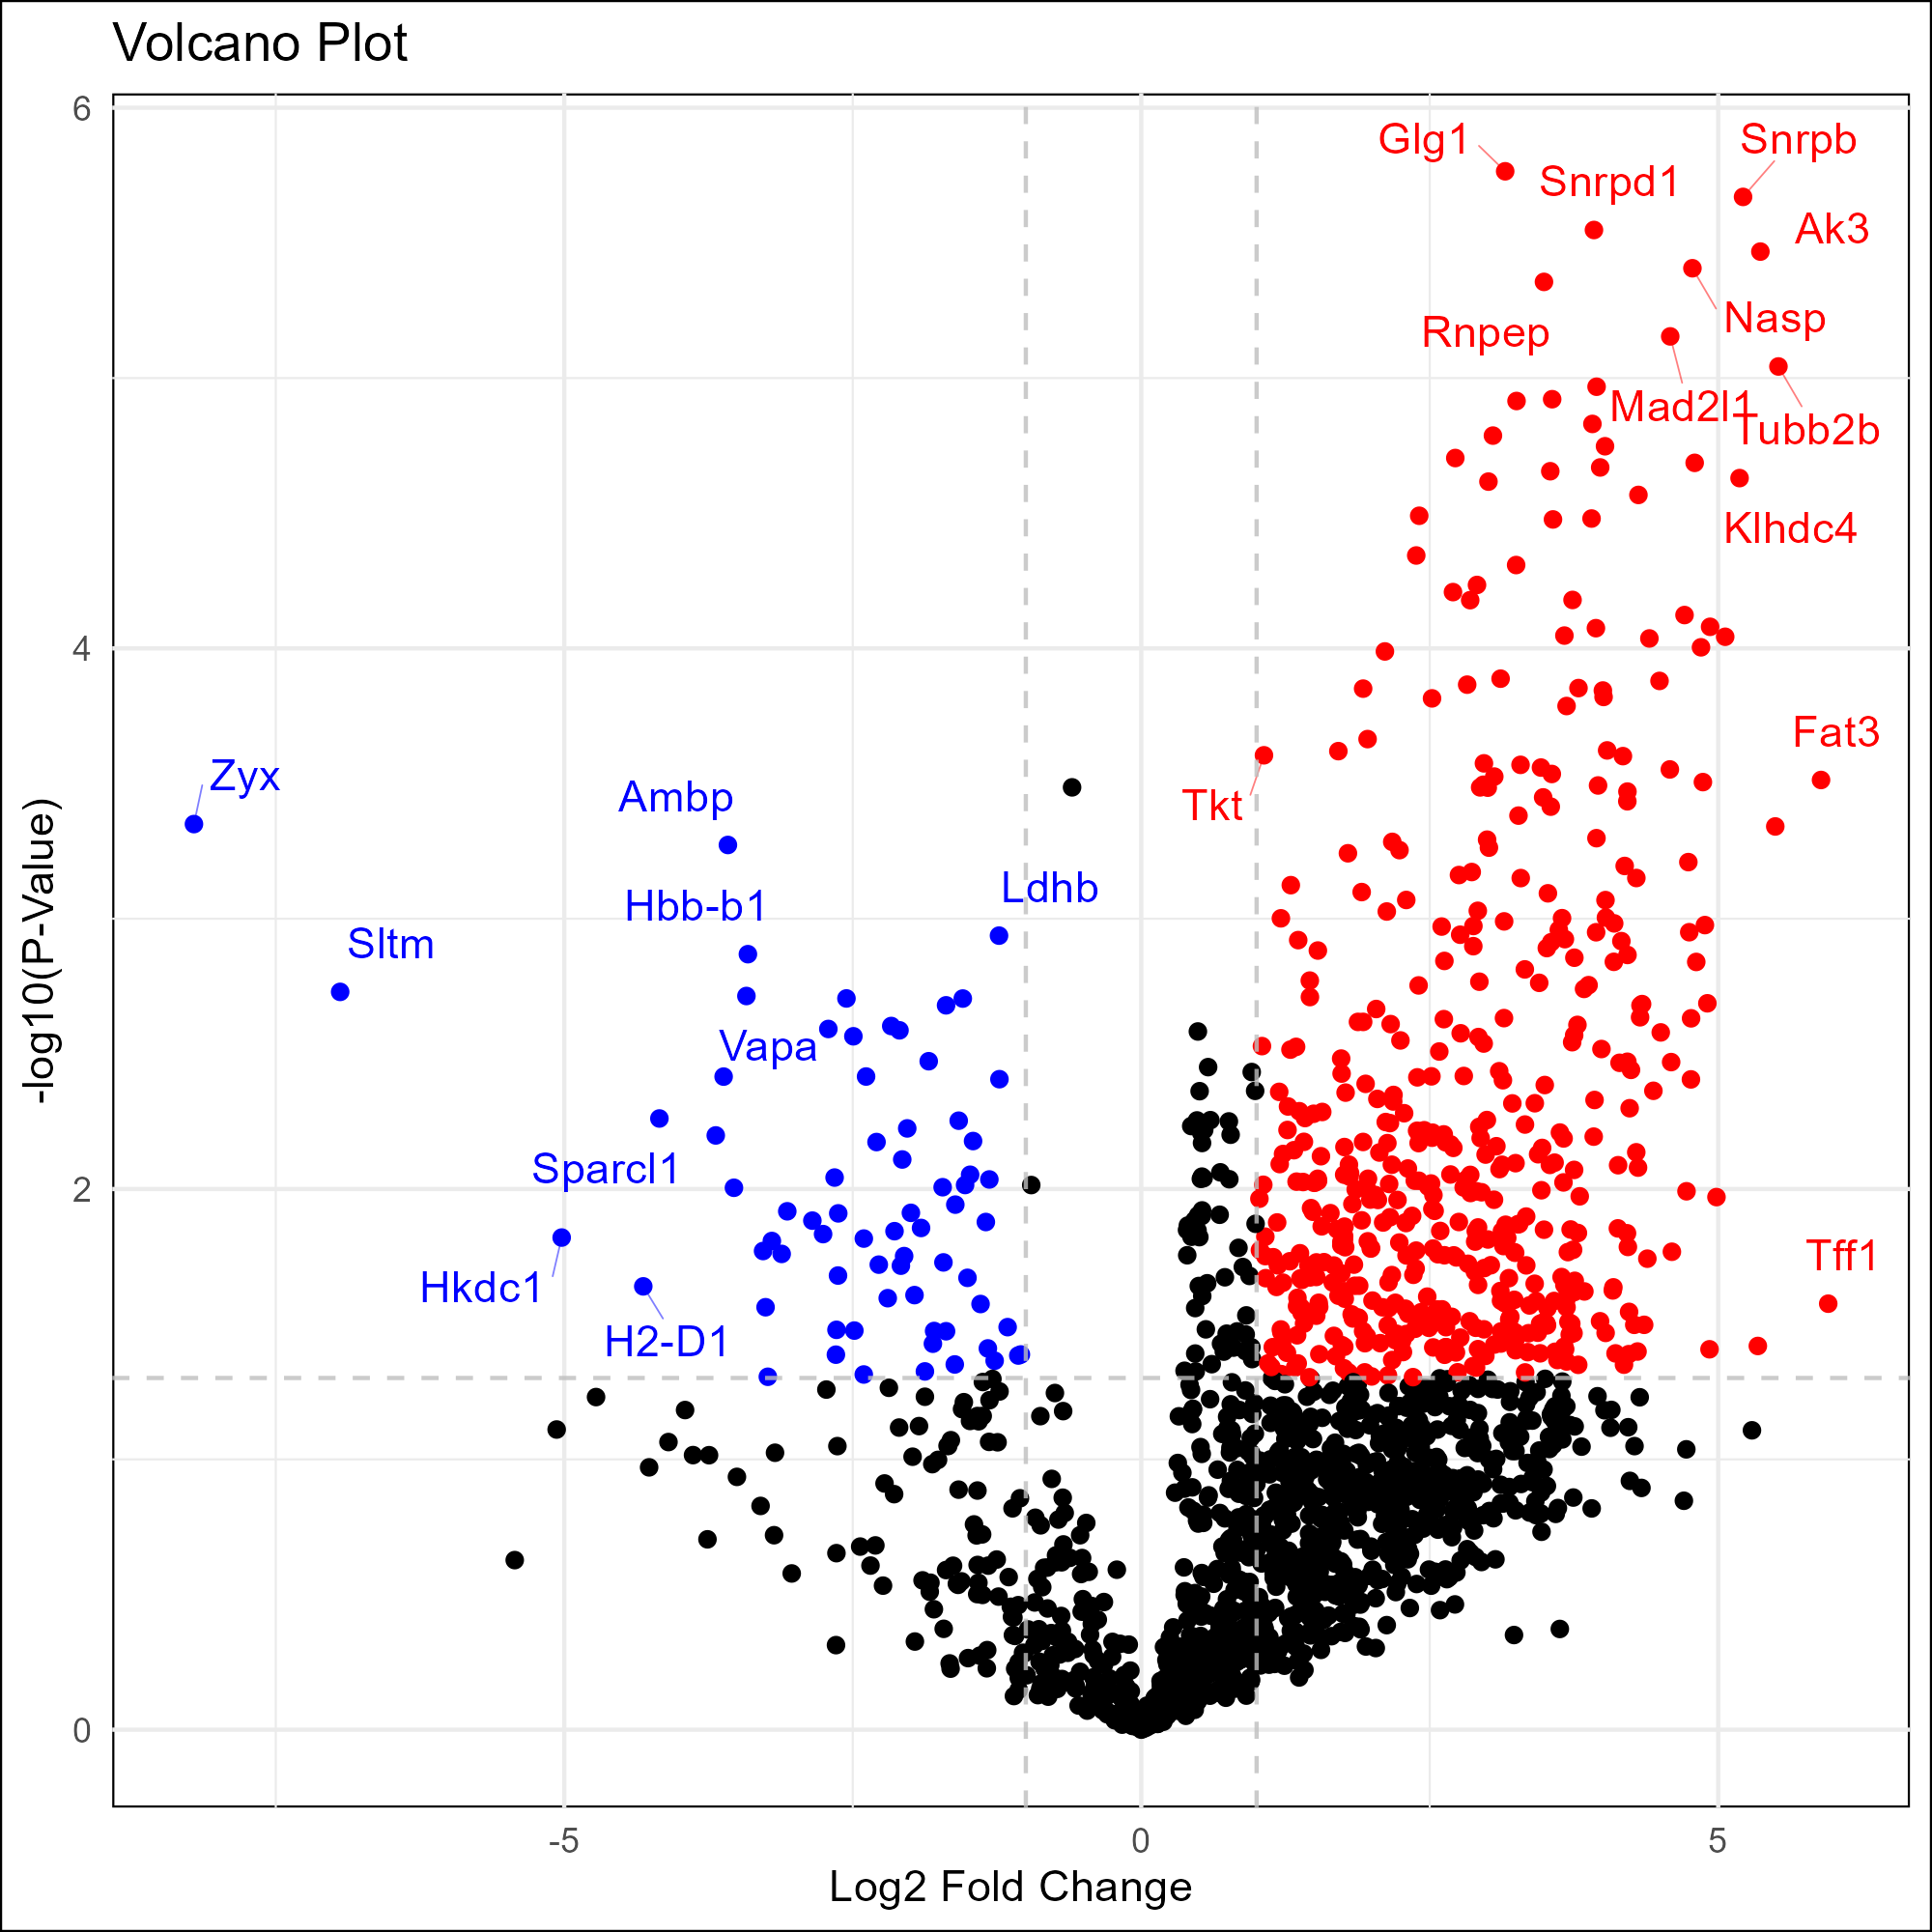 Volcano Plot
6
Glg1
Snrpb
Snrpd1
Ak3
Nasp
Rnpep
Mad2l1
Tubb2b
Klhdc4
4
Fat3
Zyx
Ambp
Tkt
Ldhb
Hbb-b1
Sltm
-log10(P-Value)
Vapa
Sparcl1
2
Tff1
Hkdc1
H2-D1
0
-5
0
5
Log2 Fold Change